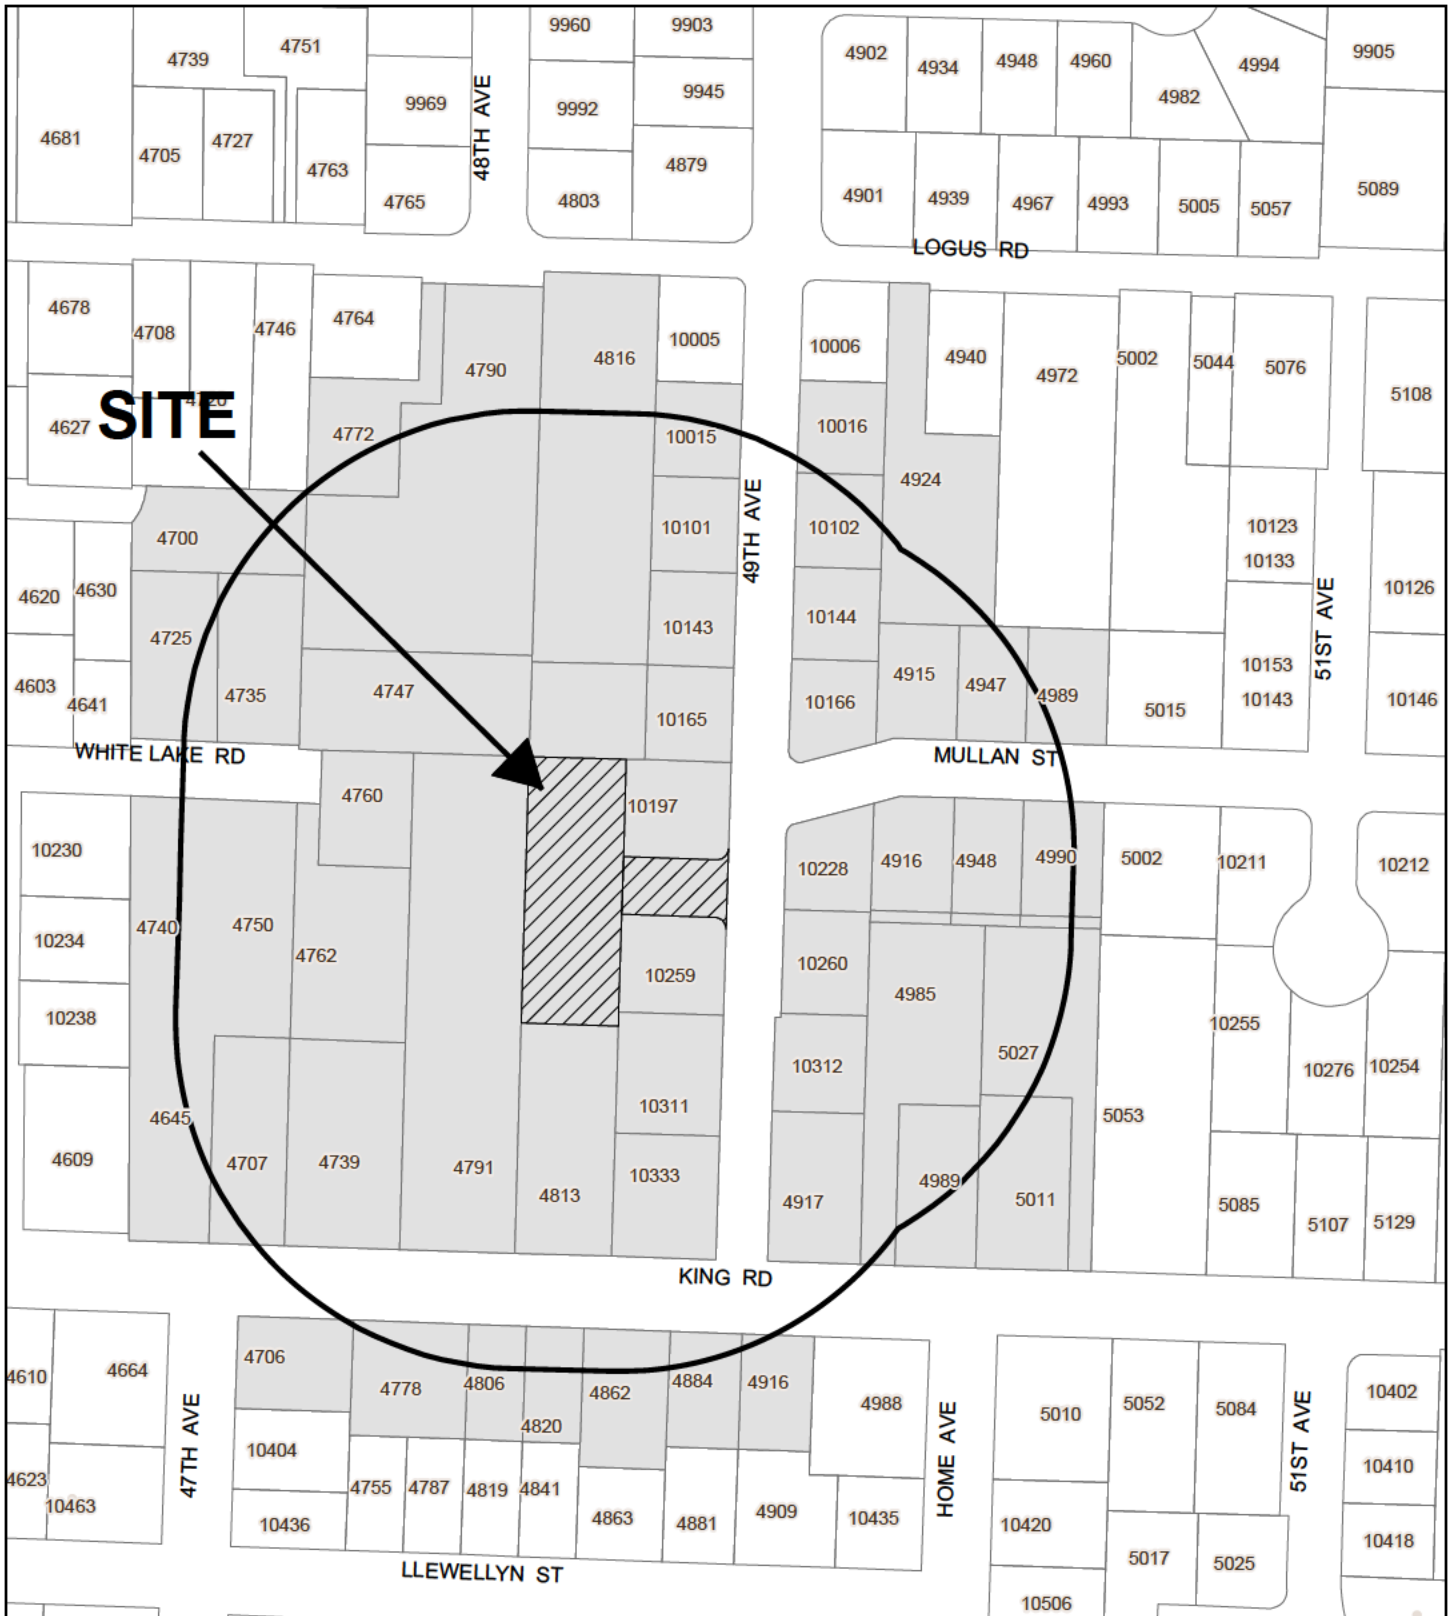 9960 9903
4739 4751
4902 4934 4948 4960 4994 9905
9969 48TH AVE 9992 9945 4982
4681 4705 4727 4763 4879
4765 4803 4901 4939 4967 4993 5005 5057 5089
LOGUS RD
4678 4708 4746 4764 10005 10006
4790 4816 4940 4972 5002 5044 5076 5108
4720
SITE
4627 4772 10015 10016
4924
4700 10101 49TH AVE 10102 10123
10133
4620 4630 10126
4725 10143 10144 51ST AVE
4603 4641 4735 4747 10165 10166 4915 4947 4989 5015 10153
10143 10146
WHITE LAKE RD MULLAN ST
4760 10197
10230 10228 4916 4948 4990 5002 10211 10212
10234 4740 4750 4762 10259 10260 4985
10238 10255
5027
10312 10276 10254
4645 10311 5053
4609 4707 4739 4791 4813 10333 4917 4989 5011 5085 5107 5129
KING RD
4610 4664 4706 4778 4806 4820 4862 4884 4916 4988 5010 5052 5084 10402
47TH AVE HOME AVE 51ST AVE
10404 10410
4623 10463 4755 4787 4819 4841 4863 4881 4909 10435
10436 10420 10418
5017 5025
LLEWELLYN ST
10506